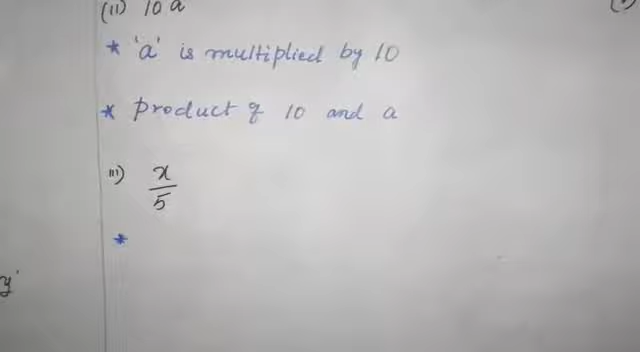 (ii) 10 a
* 'a' is multiplied by 10
* product of 10 and a
iii) x/5
*
y'